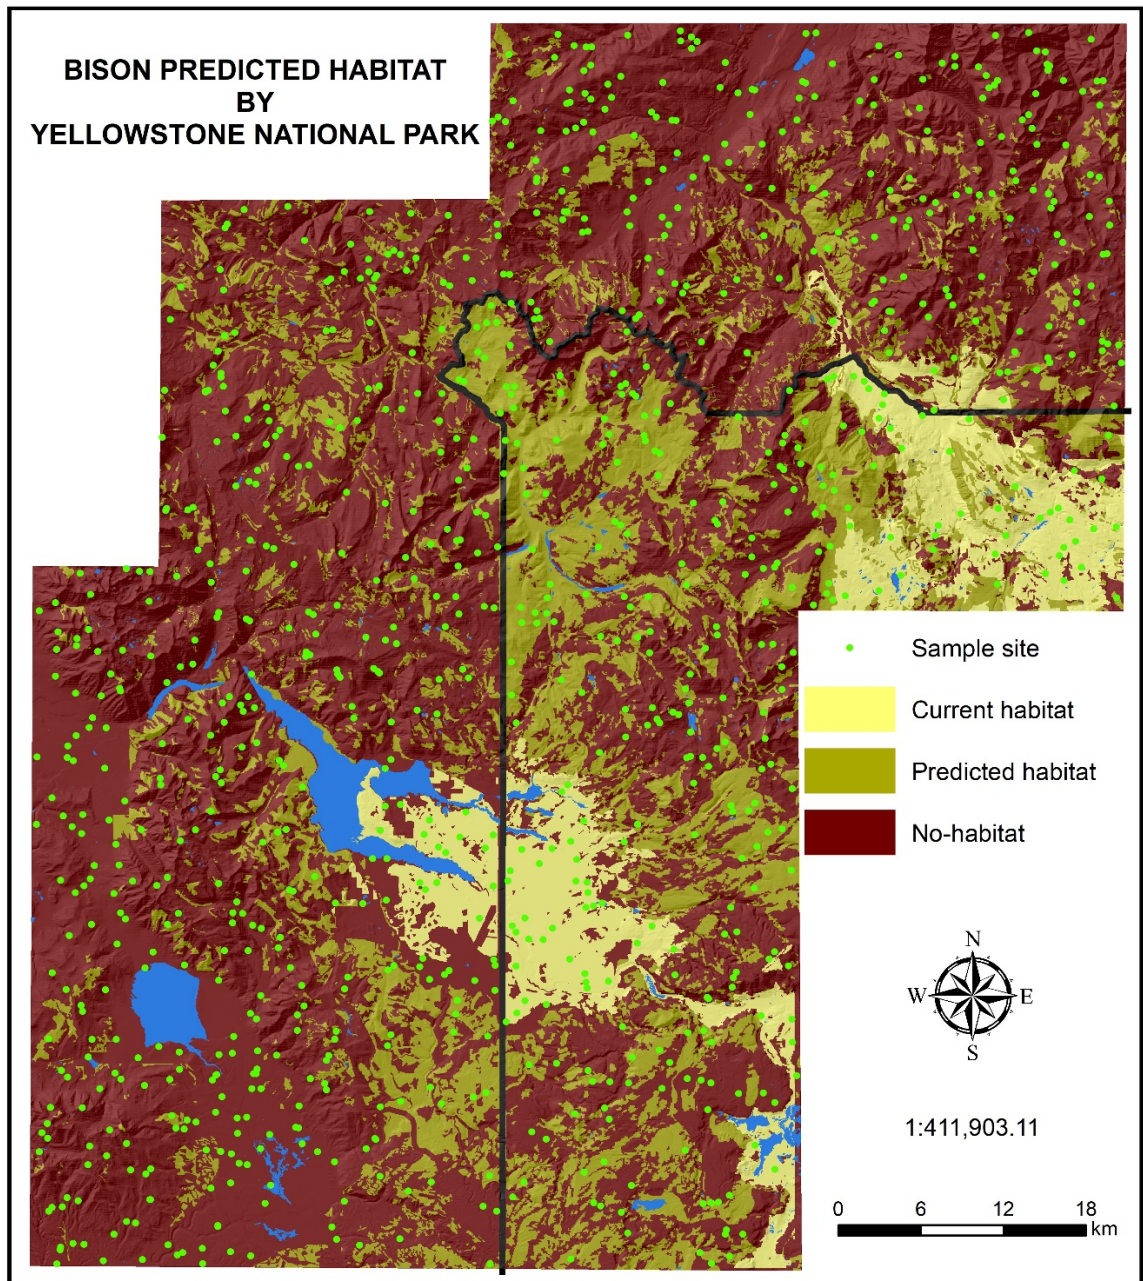 BISON PREDICTED HABITAT
BY
YELLOWSTONE NATIONAL PARK
Sample site
Current habitat
Predicted habitat
No-habitat
N
W E
S
1:411,903.11
0 6 12 18
km